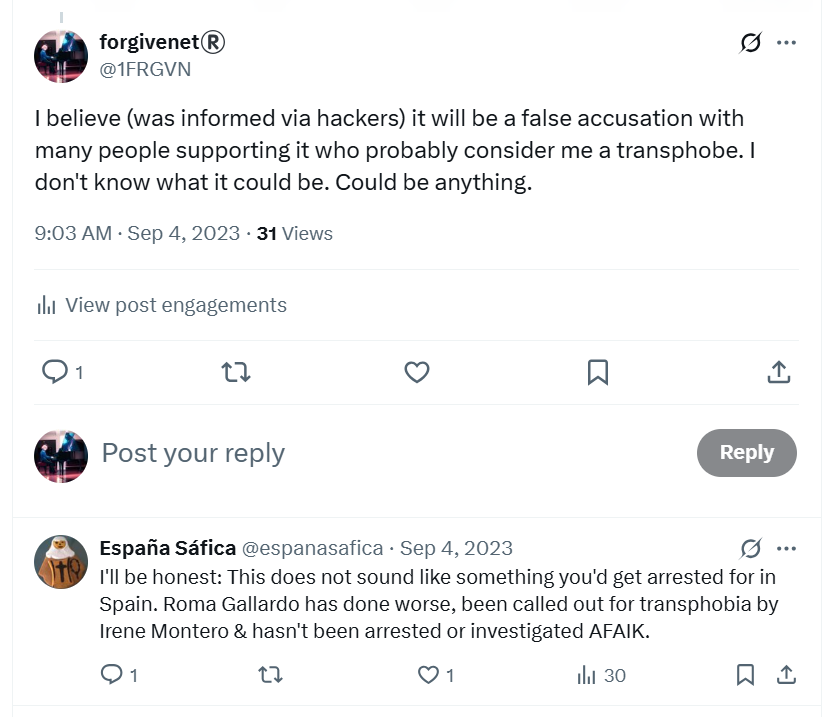 forgivenet®
@1FRGVN
I believe (was informed via hackers) it will be a false accusation with
many people supporting it who probably consider me a transphobe. I
don't know what it could be. Could be anything.
9:03 AM · Sep 4, 2023 · 31 Views
View post engagements
1
Post your reply
Reply
España Sáfica @espanasafica · Sep 4, 2023
I'll be honest: This does not sound like something you'd get arrested for in
Spain. Roma Gallardo has done worse, been called out for transphobia by
Irene Montero & hasn't been arrested or investigated AFAIK.
1 1 30